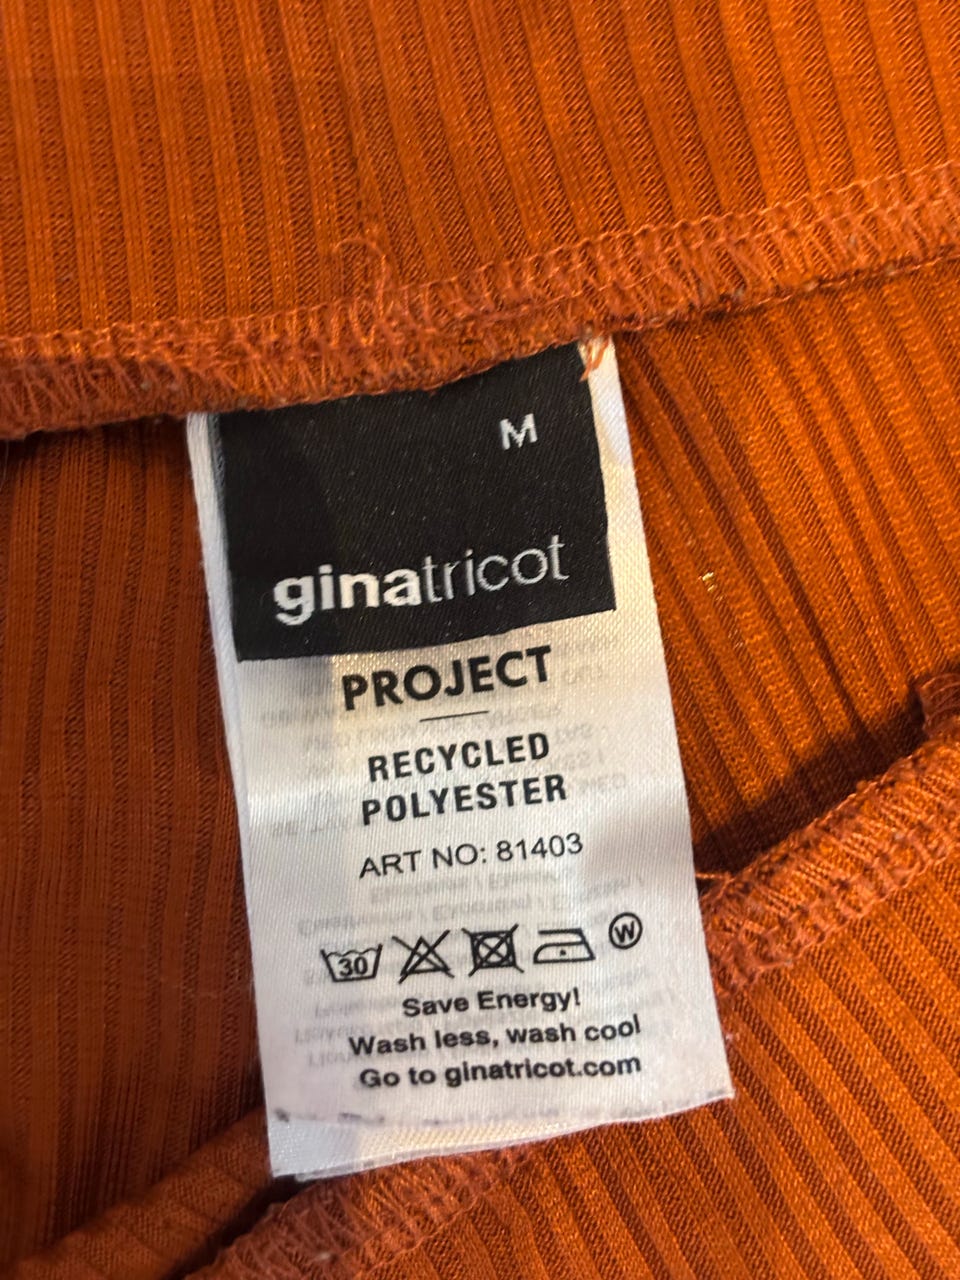 M
ginatricot
PROJECT
RECYCLED
POLYESTER
ART NO: 81403
30
W
Save Energy!
Wash less, wash cool
Go to ginatricot.com